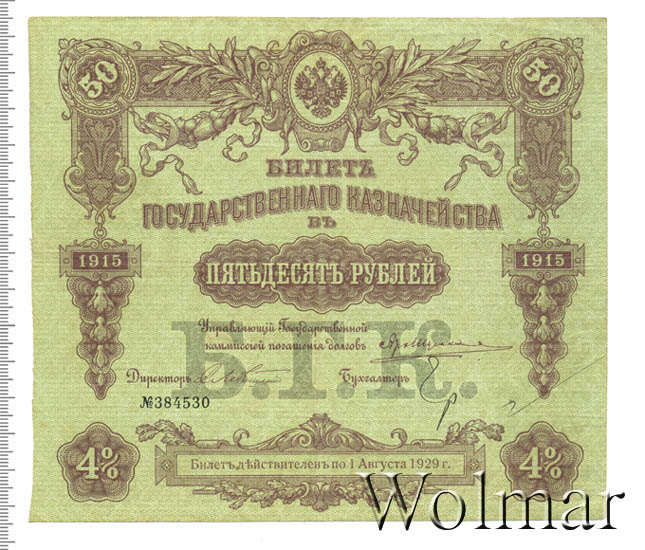 50 50
БИЛЕТЪ
ГОСУДАРСТВЕННАГО КАЗНАЧЕЙСТВА
ВЪ
1915 ПЯТЬДЕСЯТЪ РУБЛЕЙ 1915
Управляющій Государственной
коммиссіей погашенія долговъ
Б.Г.К.
Директоръ Бухгалтеръ
№384530
4% 4%
Билетъ дѣйствителенъ по 1 Августа 1929 г.
Wolmar